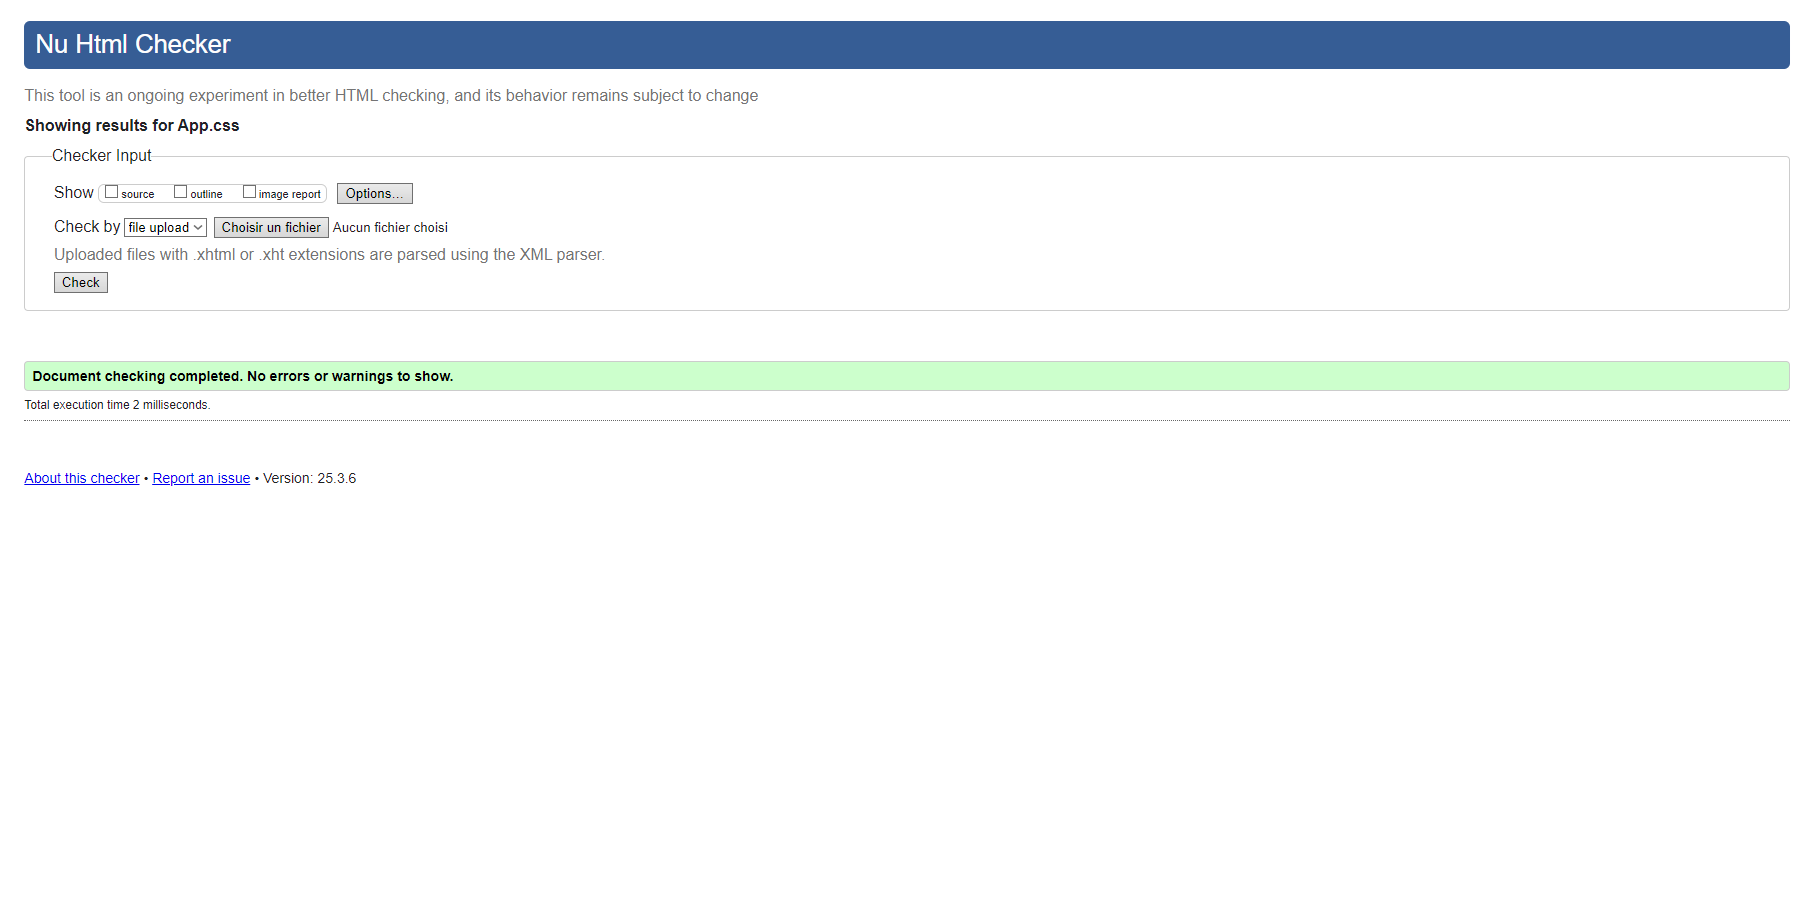 Nu Html Checker
This tool is an ongoing experiment in better HTML checking, and its behavior remains subject to change
Showing results for App.css
Checker Input
Show source outline image report Options...
Check by file upload Choisir un fichier Aucun fichier choisi
Uploaded files with .xhtml or .xht extensions are parsed using the XML parser.
Check
Document checking completed. No errors or warnings to show.
Total execution time 2 milliseconds.
About this checker • Report an issue • Version: 25.3.6